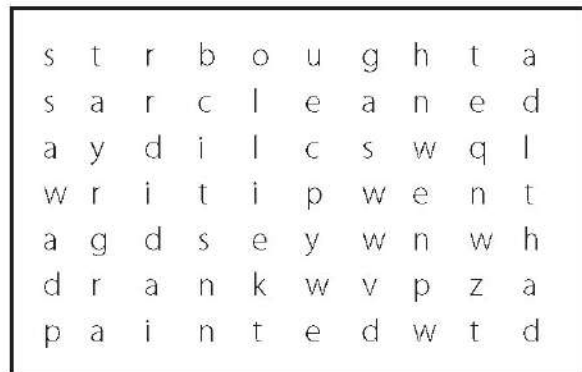 s t r b o u g h t a
s a r c l e a n e d
a y d i l c s w q l
w r i t i p w e n t
a g d s e y w n w h
d r a n k w v p z a
p a i n t e d w t d